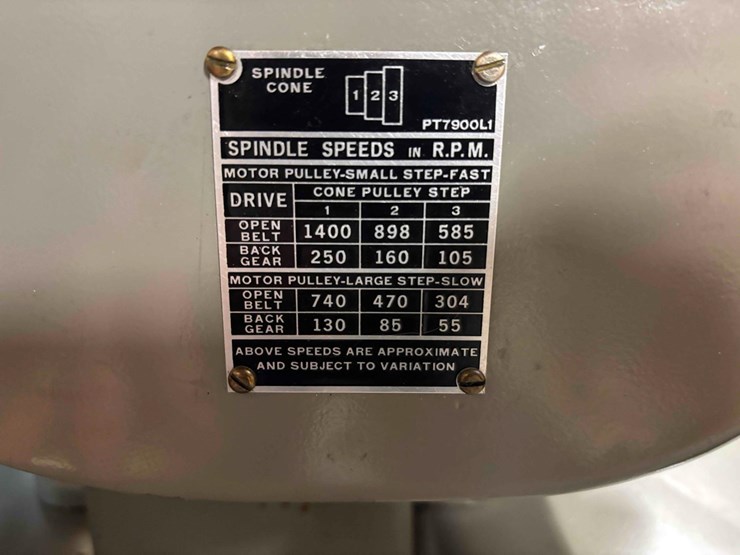 SPINDLE
CONE
1 2 3
PT7900L1
SPINDLE SPEEDS IN R.P.M.
MOTOR PULLEY-SMALL STEP-FAST
DRIVE CONE PULLEY STEP
1 2 3
OPEN BELT 1400 898 585
BACK GEAR 250 160 105
MOTOR PULLEY-LARGE STEP-SLOW
OPEN BELT 740 470 304
BACK GEAR 130 85 55
ABOVE SPEEDS ARE APPROXIMATE
AND SUBJECT TO VARIATION